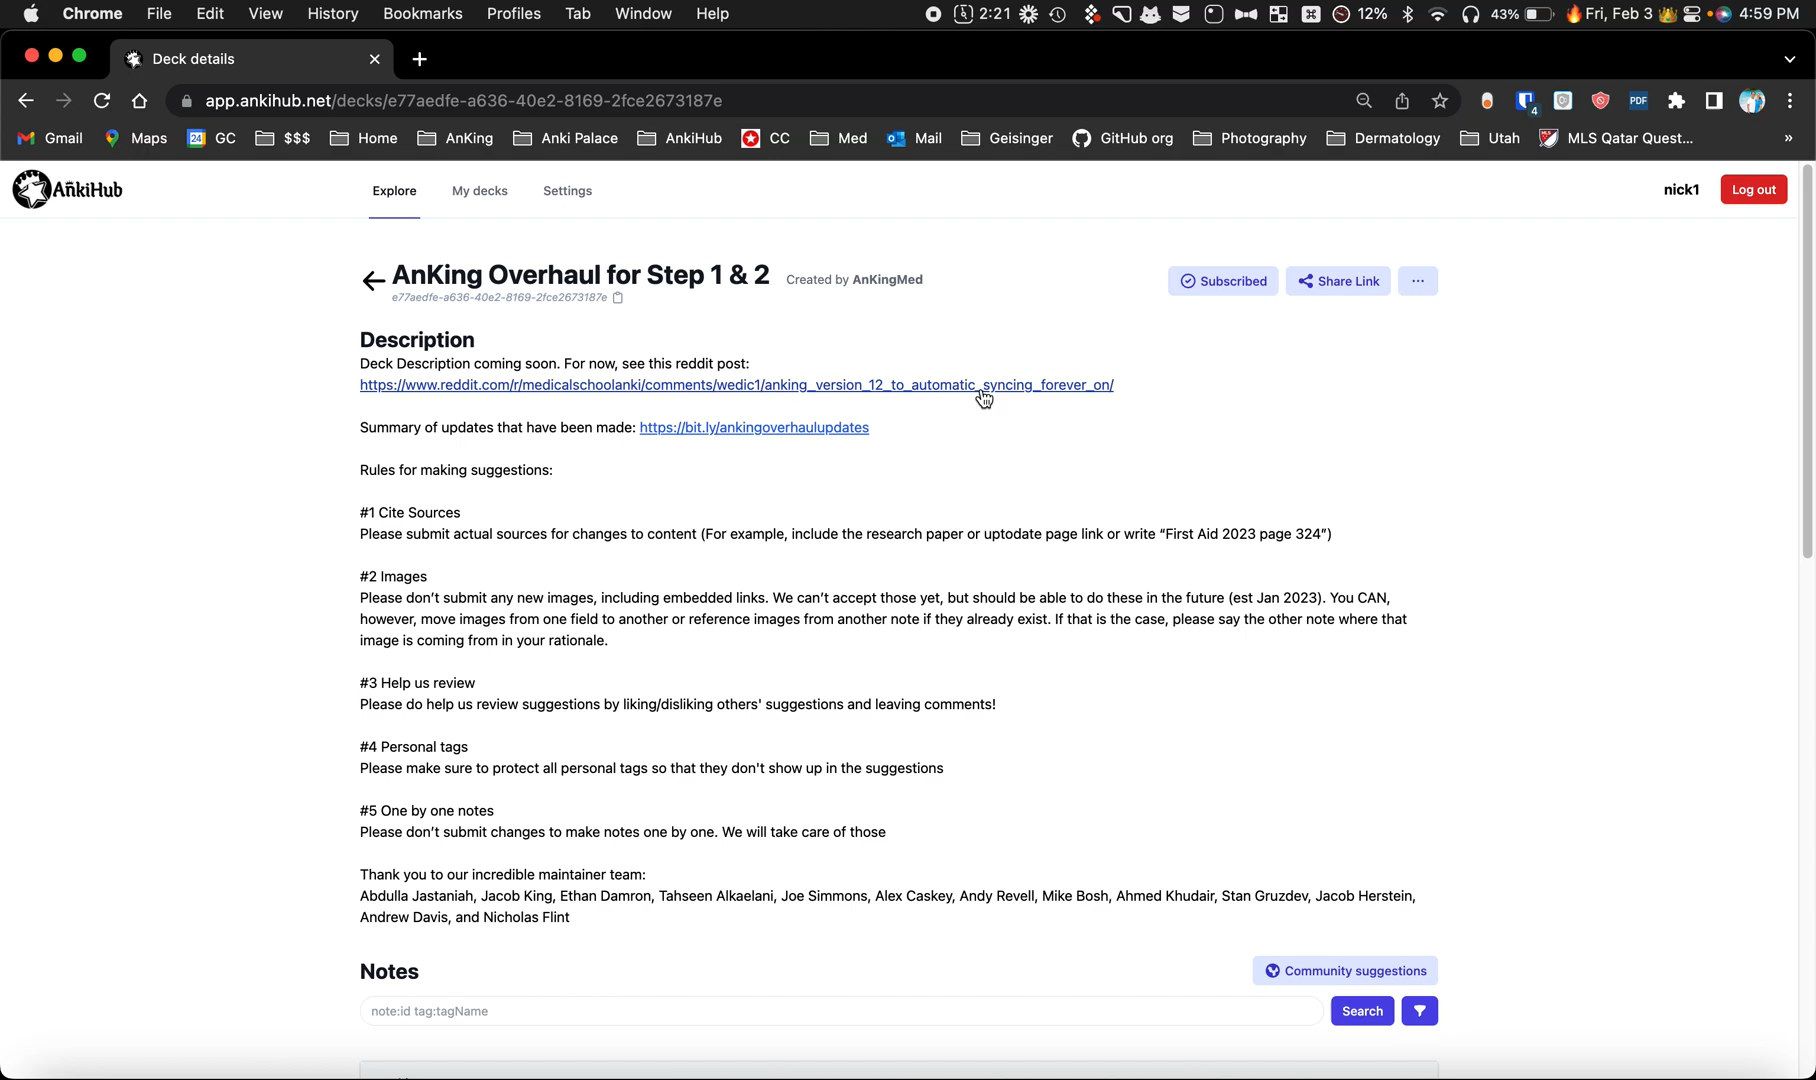 Chrome File Edit View History Bookmarks Profiles Tab Window Help 2:21 12% 43% Fri, Feb 3 4:59 PM
Deck details
app.ankihub.net/decks/e77aedfe-a636-40e2-8169-2fce2673187e 4 PDF
Gmail Maps 24 GC $$$ Home AnKing Anki Palace AnkiHub CC Med Mail Geisinger GitHub org Photography Dermatology Utah MLS Qatar Quest... »
AnkiHub Explore My decks Settings nick1 Log out
AnKing Overhaul for Step 1 & 2 Created by AnKingMed Subscribed Share Link ...
e77aedfe-a636-40e2-8169-2fce2673187e
Description
Deck Description coming soon. For now, see this reddit post:
https://www.reddit.com/r/medicalschoolanki/comments/wedic1/anking_version_12_to_automatic_syncing_forever_on/
Summary of updates that have been made: https://bit.ly/ankingoverhaulupdates
Rules for making suggestions:
#1 Cite Sources
Please submit actual sources for changes to content (For example, include the research paper or uptodate page link or write “First Aid 2023 page 324”)
#2 Images
Please don’t submit any new images, including embedded links. We can’t accept those yet, but should be able to do these in the future (est Jan 2023). You CAN,
however, move images from one field to another or reference images from another note if they already exist. If that is the case, please say the other note where that
image is coming from in your rationale.
#3 Help us review
Please do help us review suggestions by liking/disliking others' suggestions and leaving comments!
#4 Personal tags
Please make sure to protect all personal tags so that they don't show up in the suggestions
#5 One by one notes
Please don’t submit changes to make notes one by one. We will take care of those
Thank you to our incredible maintainer team:
Abdulla Jastaniah, Jacob King, Ethan Damron, Tahseen Alkaelani, Joe Simmons, Alex Caskey, Andy Revell, Mike Bosh, Ahmed Khudair, Stan Gruzdev, Jacob Herstein,
Andrew Davis, and Nicholas Flint
Notes Community suggestions
note:id tag:tagName Search